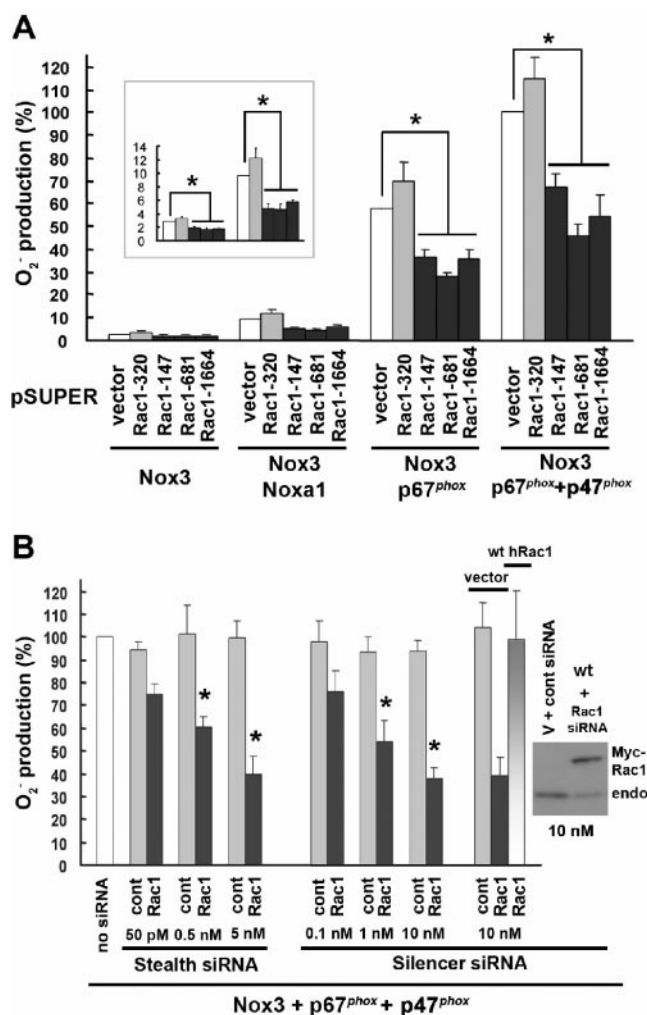 A
O2- production (%)
120
110
100
90
80
70
60
50
40
30
20
10
0
14
12
10
8
6
4
2
0
*
*
*
*
pSUPER
vector
Rac1-320
Rac1-147
Rac1-681
Rac1-1664
vector
Rac1-320
Rac1-147
Rac1-681
Rac1-1664
vector
Rac1-320
Rac1-147
Rac1-681
Rac1-1664
vector
Rac1-320
Rac1-147
Rac1-681
Rac1-1664
Nox3
Nox3
Noxa1
Nox3
p67phox
Nox3
p67phox+p47phox
B
O2- production (%)
120
110
100
90
80
70
60
50
40
30
20
10
0
*
*
*
*
wt hRac1
vector
V + cont siRNA
wt
+
Rac1
siRNA
Myc-
Rac1
endo
10 nM
no siRNA
cont
Rac1
cont
Rac1
cont
Rac1
cont
Rac1
cont
Rac1
cont
Rac1
cont
Rac1
Rac1
50 pM
0.5 nM
5 nM
0.1 nM
1 nM
10 nM
10 nM
Stealth siRNA
Silencer siRNA
Nox3 + p67phox + p47phox